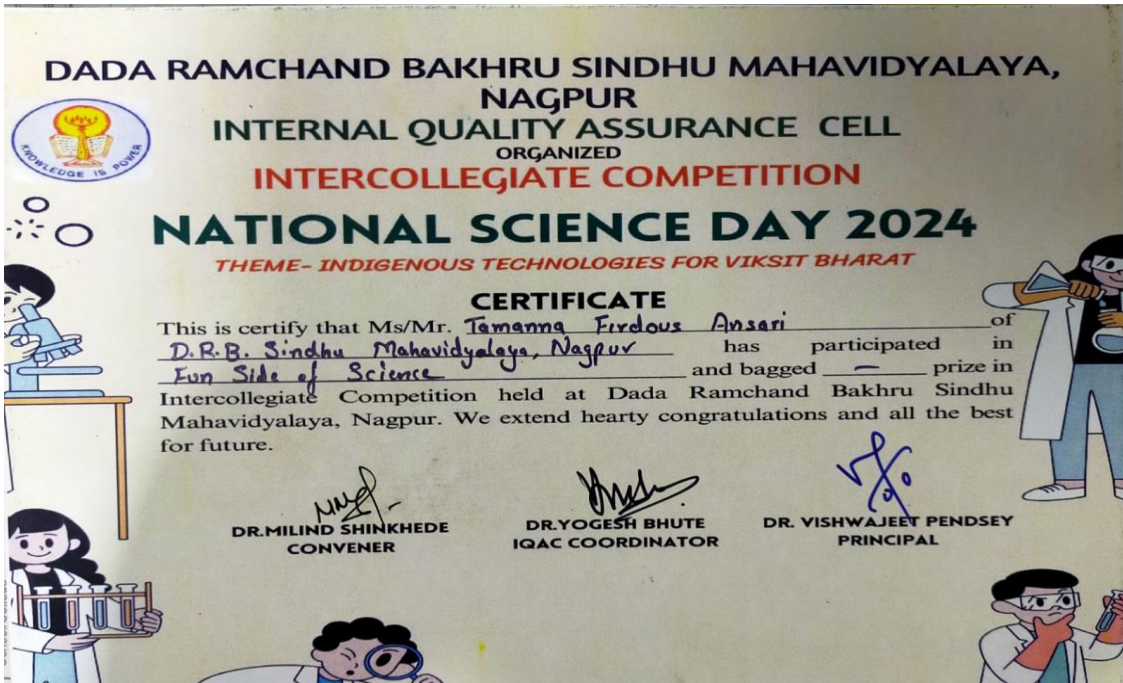 DADA RAMCHAND BAKHRU SINDHU MAHAVIDYALAYA,
NAGPUR
INTERNAL QUALITY ASSURANCE CELL
ORGANIZED
INTERCOLLEGIATE COMPETITION
KNOWLEDGE IS POWER
NATIONAL SCIENCE DAY 2024
THEME- INDIGENOUS TECHNOLOGIES FOR VIKSIT BHARAT
CERTIFICATE
This is certify that Ms/Mr. Tamanna Firdous Ansari of
D.R.B. Sindhu Mahavidyalaya, Nagpur has participated in
Fun Side of Science and bagged — prize in
Intercollegiate Competition held at Dada Ramchand Bakhru Sindhu
Mahavidyalaya, Nagpur. We extend hearty congratulations and all the best
for future.
DR.MILIND SHINKHEDE
CONVENER
DR.YOGESH BHUTE
IQAC COORDINATOR
DR. VISHWAJEET PENDSEY
PRINCIPAL